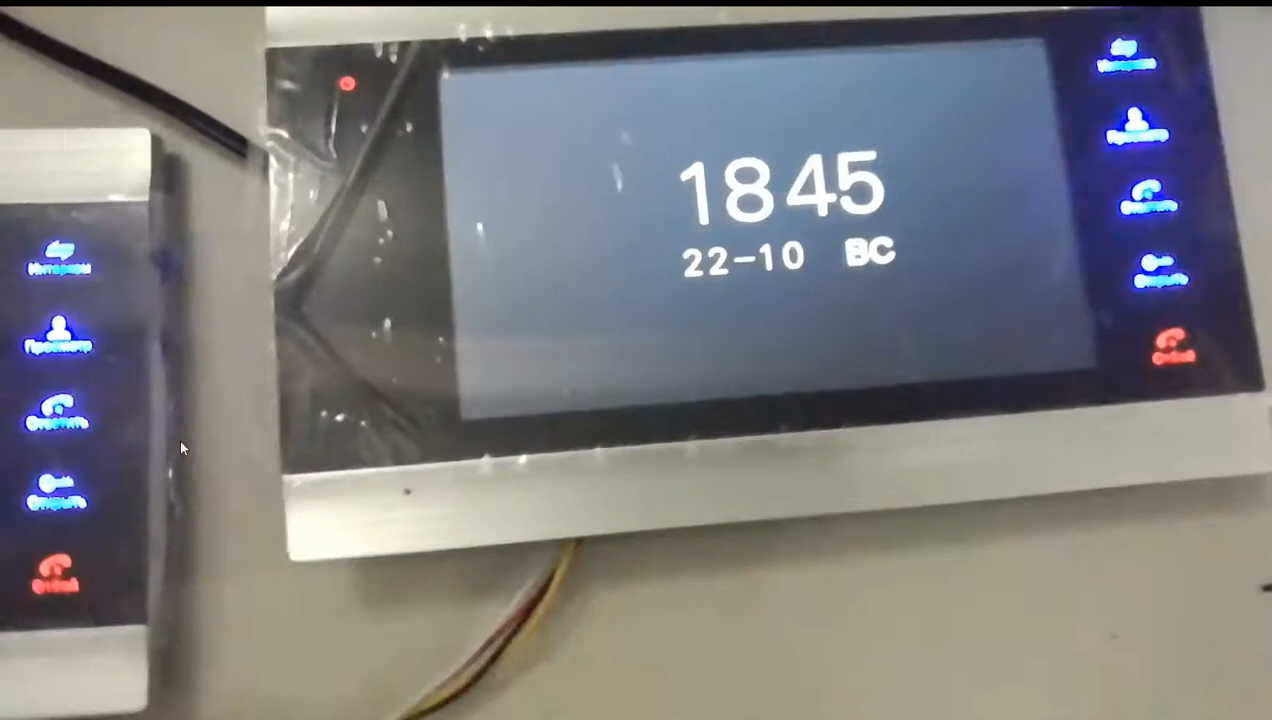 Интерком
Просмотр
Ответить
Открыть
Отбой
1845
22-10 ВС
Интерком
Просмотр
Ответить
Открыть
Отбой